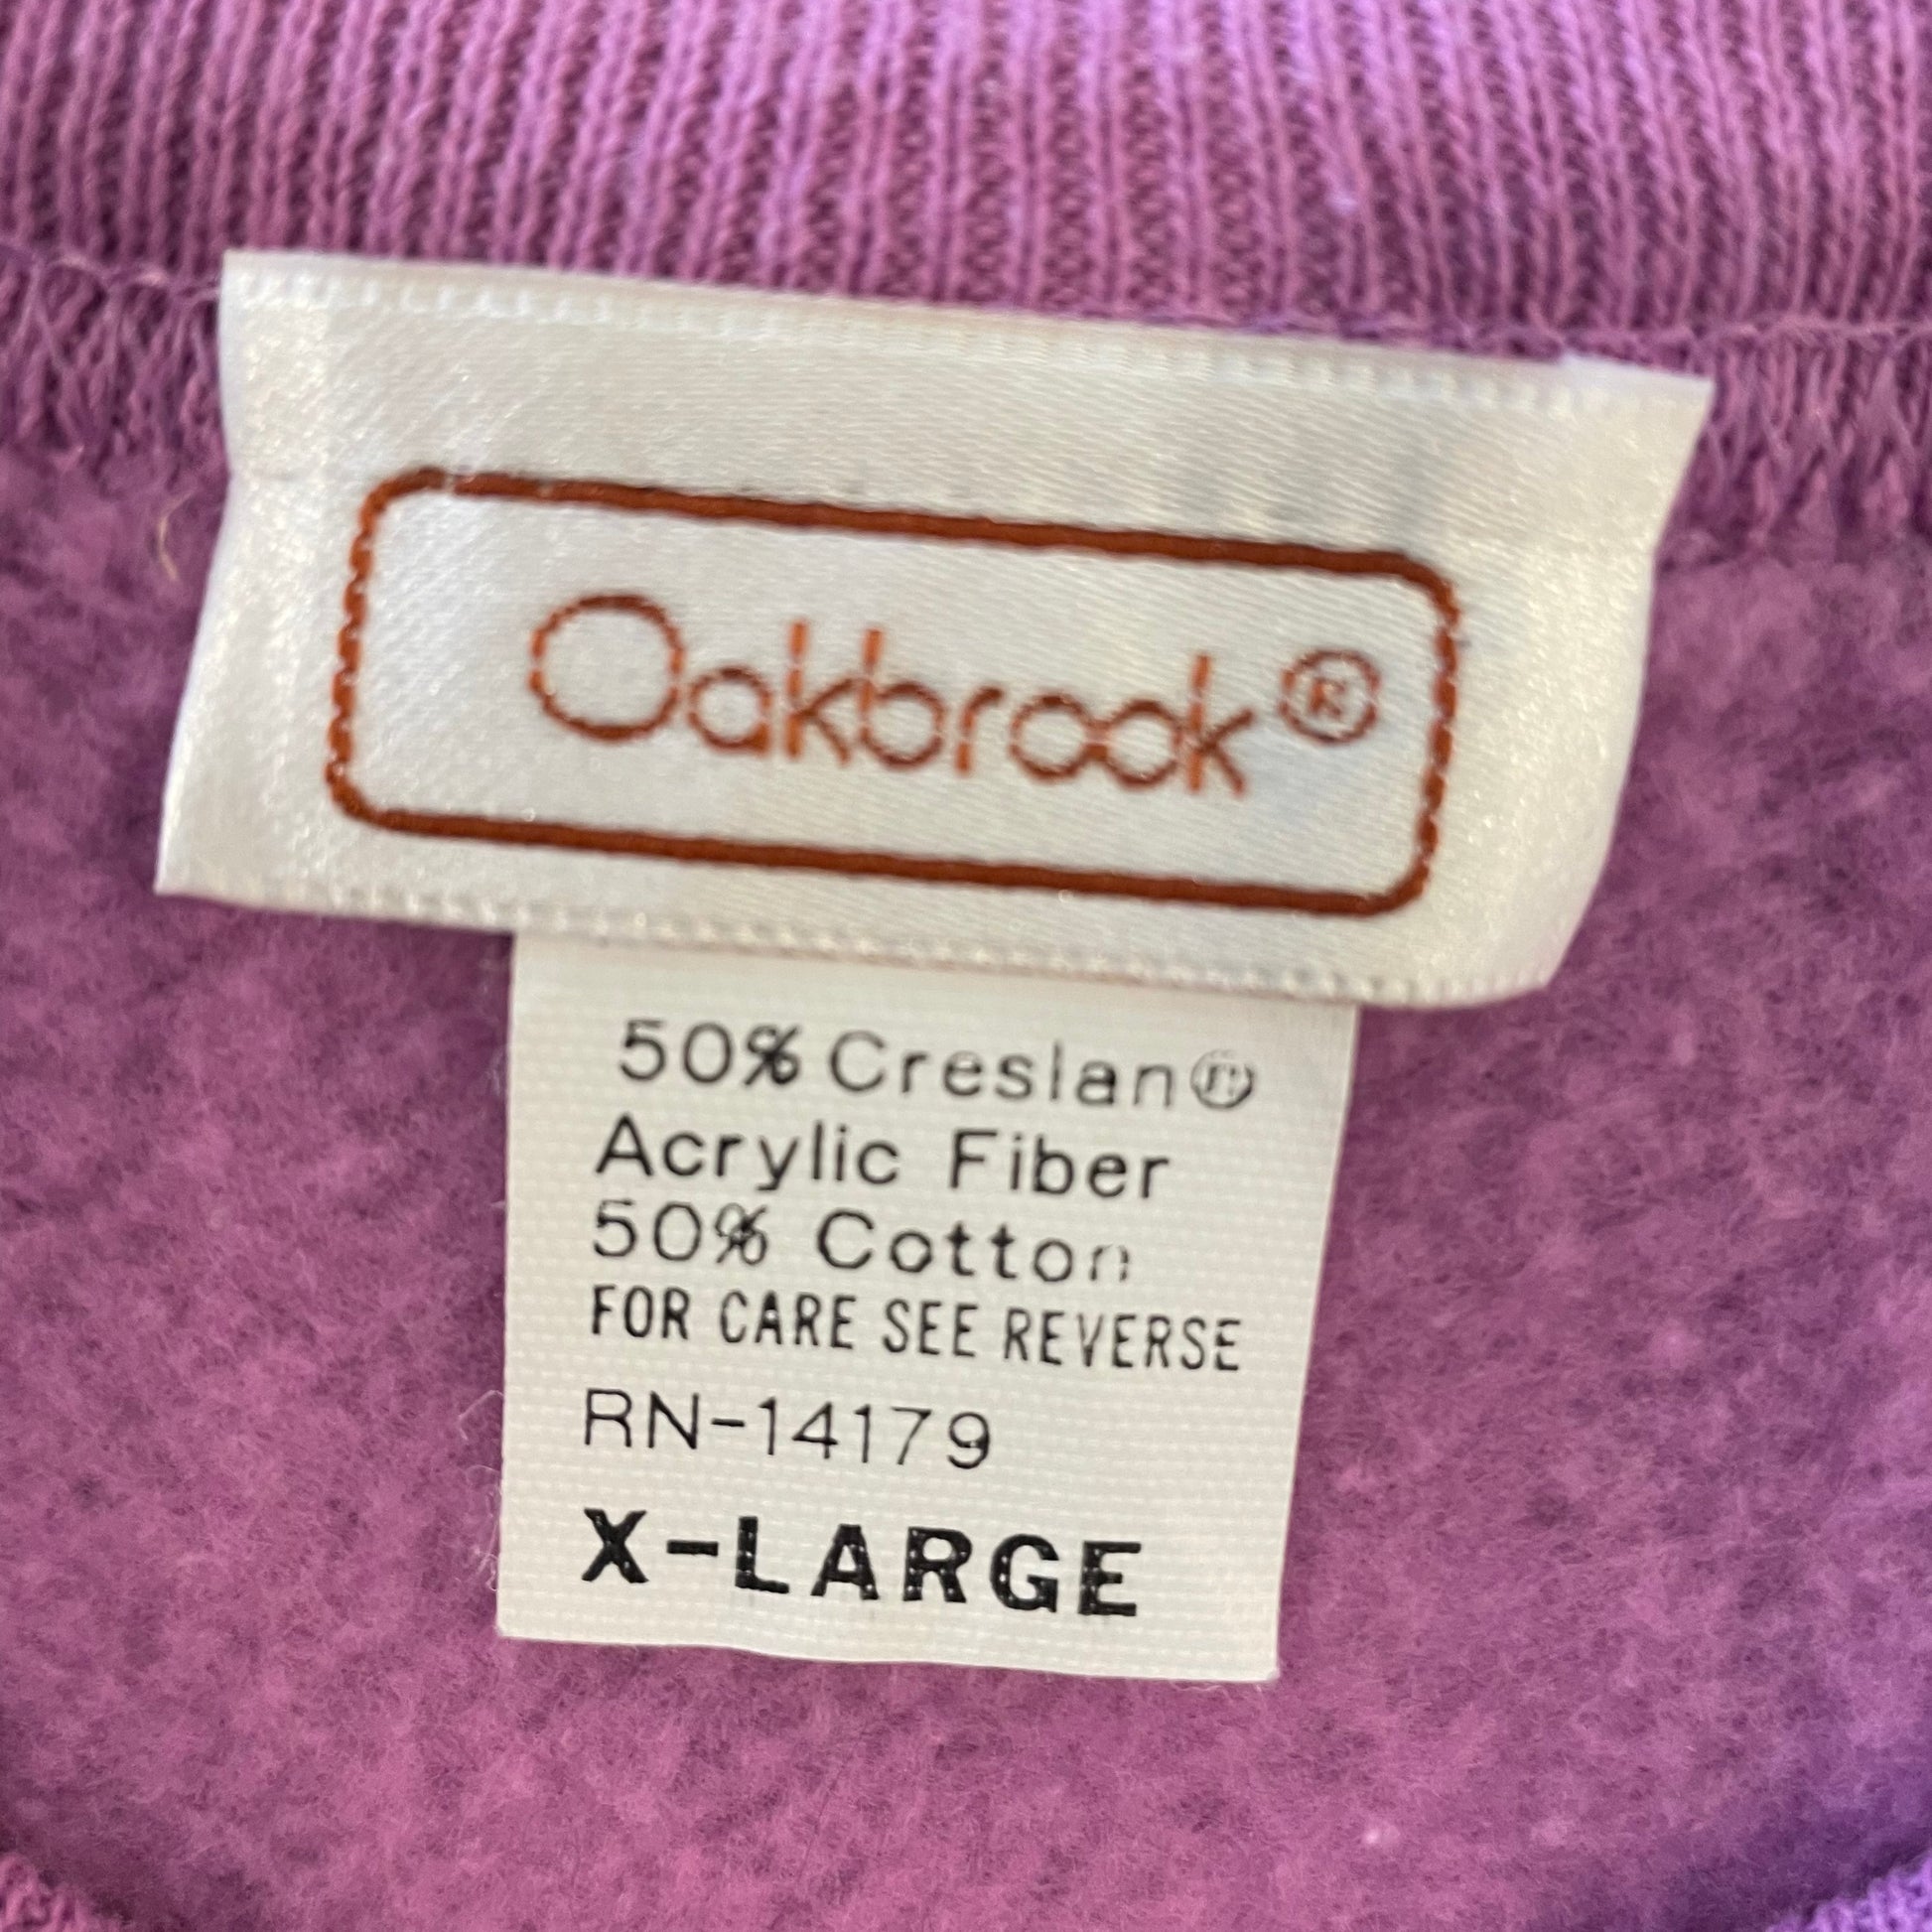 Oakbrook®
50% Creslan®
Acrylic Fiber
50% Cotton
FOR CARE SEE REVERSE
RN-14179
X-LARGE